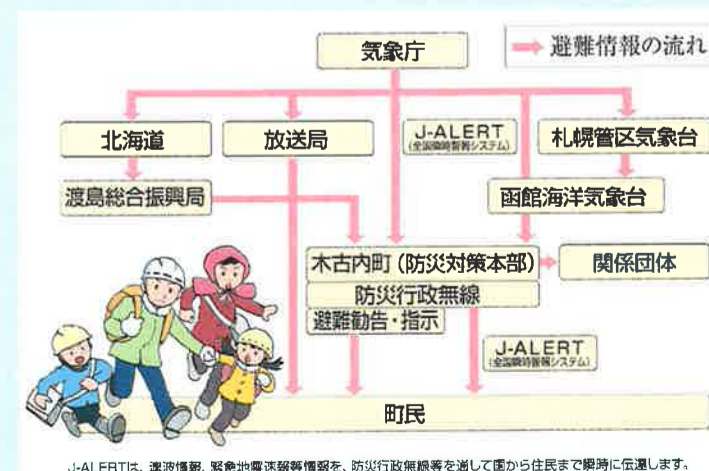 気象庁
避難情報の流れ
北海道
放送局
J-ALERT
(全国瞬時警報システム)
札幌管区気象台
渡島総合振興局
函館海洋気象台
木古内町(防災対策本部)
関係団体
防災行政無線
避難勧告・指示
J-ALERT
(全国瞬時警報システム)
町民
J-ALERTは、津波情報、緊急地震速報等情報を、防災行政無線等を通して国から住民まで瞬時に伝達します。